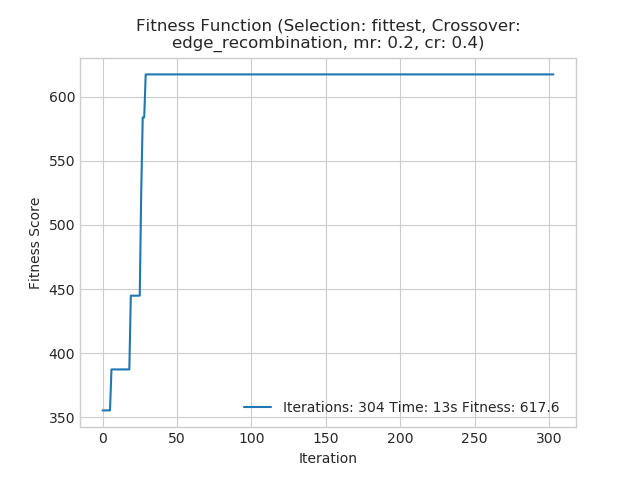 Fitness Function (Selection: fittest, Crossover:
edge_recombination, mr: 0.2, cr: 0.4)
Fitness Score
600
550
500
450
400
350
Iterations: 304 Time: 13s Fitness: 617.6
0 50 100 150 200 250 300
Iteration